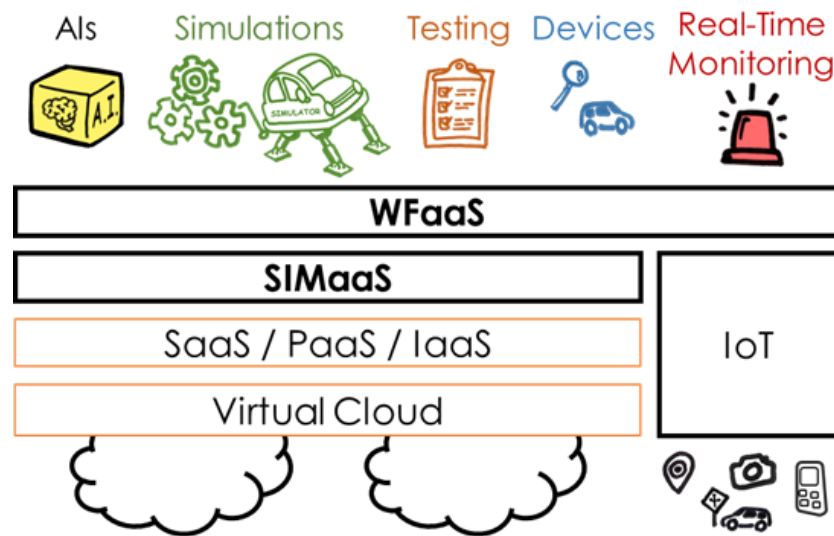 AIs
Simulations
Testing
Devices
Real-Time
Monitoring
A.I.
SIMULATOR
WFaaS
SIMaaS
SaaS / PaaS / IaaS
IoT
Virtual Cloud